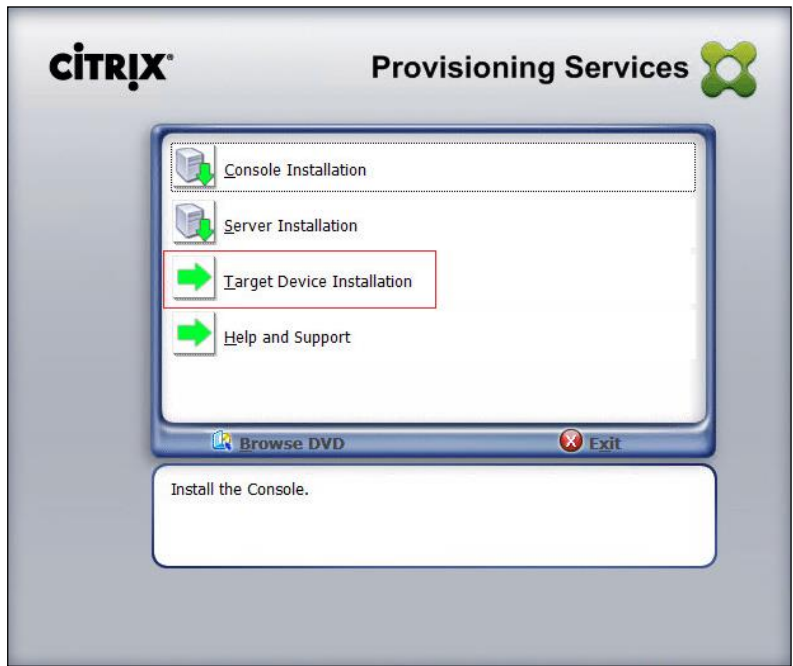 CITRIX®
Provisioning Services
Console Installation
Server Installation
Target Device Installation
Help and Support
Browse DVD
Exit
Install the Console.